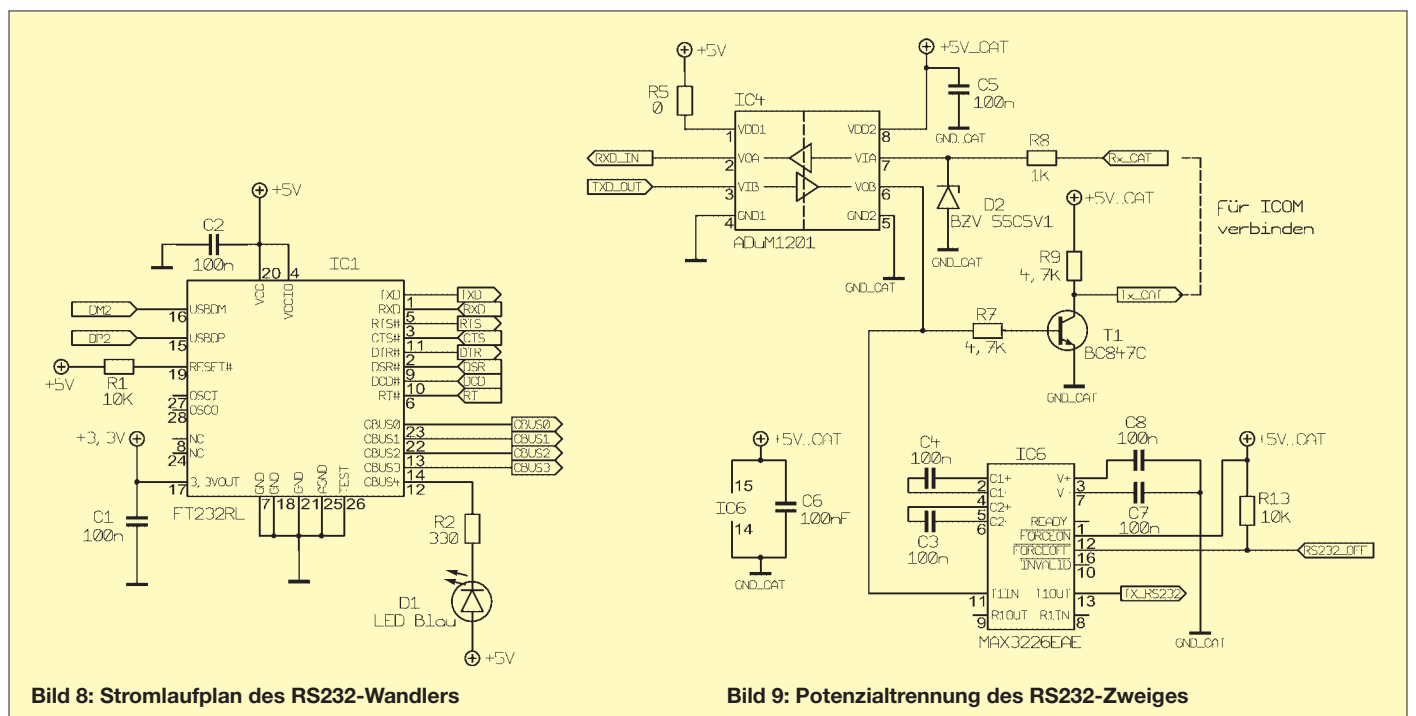 +5V
C2
100n
IC1
20
4
VCC
VCCIO
DM2
16
USBDM
DP2
15
USBDP
+5V
R1
10K
19
RESET#
27
OSCT
28
OSCO
8
NC
24
NC
+3,3V
17
3,3VOUT
C1
100n
FT232RL
GND
GND
GND
AGND
TEST
7
18
21
25
26
TXD
1
TXD
RXD
5
RXD
RTS#
3
RTS
CTS#
11
CTS
DTR#
2
DTR
DSR#
9
DSR
DCD#
10
DCD
6
CBUS0
23
CBUS0
CBUS1
22
CBUS1
CBUS2
13
CBUS2
CBUS3
14
CBUS3
CBUS4
12
R2
330
D1
LED Blau
+5V
Bild 8: Stromlaufplan des RS232-Wandlers
+5V
R5
0
IC4
+5V_CAT
C5
100n
GND_CAT
1
VDD1
VDD2
8
RXD_IN
2
VOA
VIA
7
TXD_OUT
3
VIB
VOB
6
4
GND1
GND2
5
ADuM1201
GND_CAT
R8
1K
Rx_CAT
D2
BZV 55C5V1
GND_CAT
+5V_CAT
R9
4,7K
Tx_CAT
für ICOM
verbinden
R7
4,7K
T1
BC847C
GND_CAT
+5V_CAT
15
IC6
14
C6
100nF
GND_CAT
C4
100n
C3
100n
IC6
2
C1+
4
C1-
5
C2+
6
C2-
V+
3
V-
7
READY
1
FORCEON
12
FORCEOFF
16
INVALID
10
11
T1IN
T1OUT
13
TX_RS232
9
R1OUT
R1IN
8
MAX3226EAE
C8
100n
C7
100n
+5V_CAT
R13
10K
RS232_OFF
GND_CAT
Bild 9: Potenzialtrennung des RS232-Zweiges